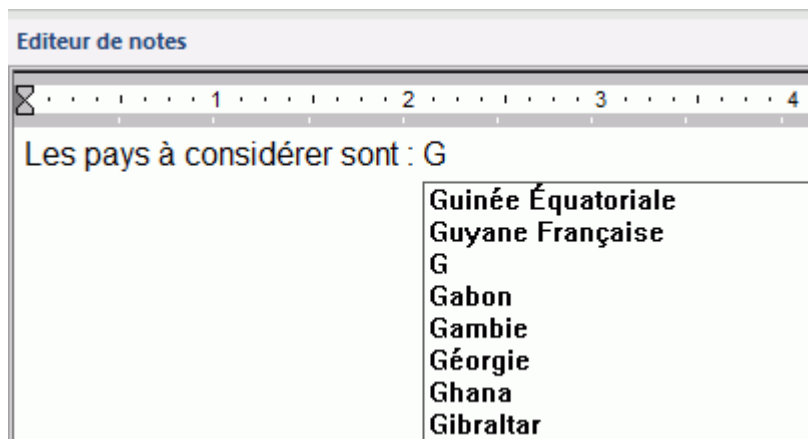 Editeur de notes
1 2 3 4
Les pays à considérer sont : G
Guinée Équatoriale
Guyane Française
G
Gabon
Gambie
Géorgie
Ghana
Gibraltar